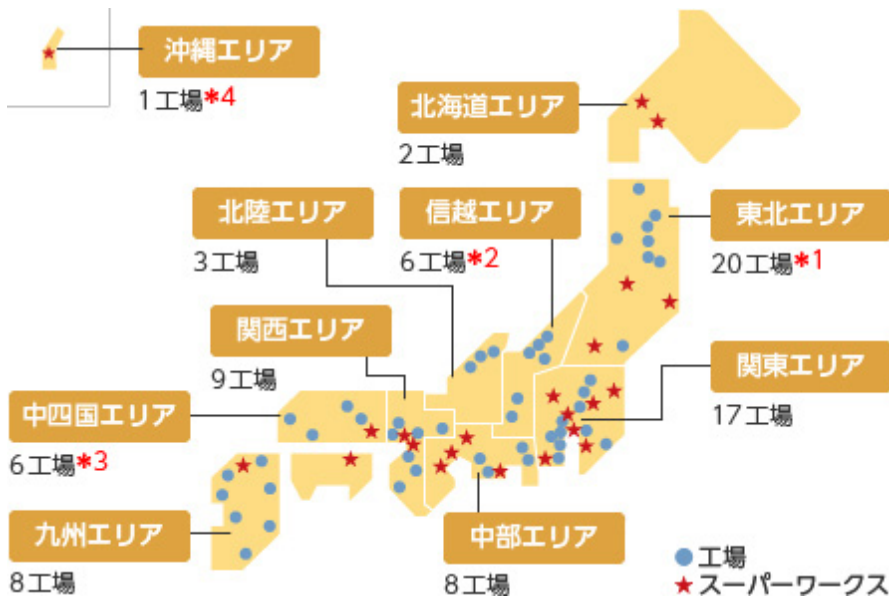 沖縄エリア
1工場*4
北海道エリア
2工場
北陸エリア
3工場
信越エリア
6工場*2
東北エリア
20工場*1
関西エリア
9工場
関東エリア
17工場
中四国エリア
6工場*3
九州エリア
8工場
中部エリア
8工場
●工場
★スーパーワークス